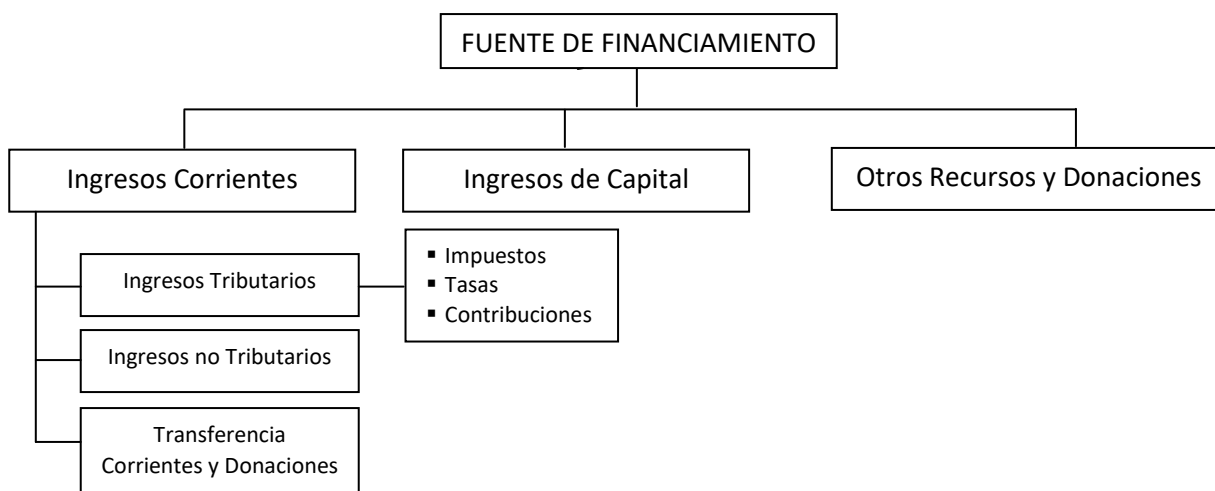 FUENTE DE FINANCIAMIENTO
Ingresos Corrientes
Ingresos de Capital
Otros Recursos y Donaciones
Ingresos Tributarios
▪ Impuestos
▪ Tasas
▪ Contribuciones
Ingresos no Tributarios
Transferencia
Corrientes y Donaciones